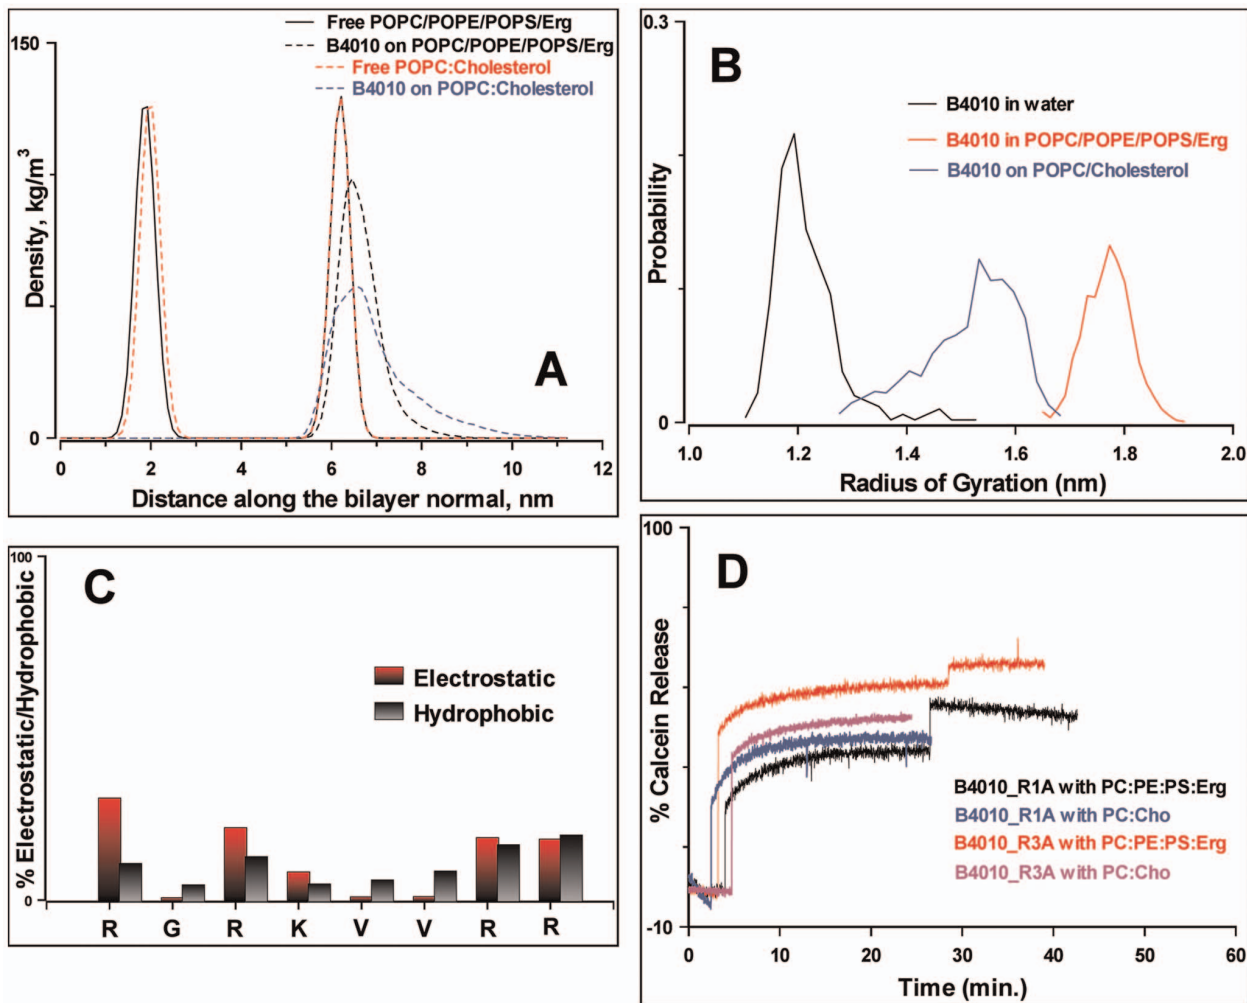 Free POPC/POPE/POPS/Erg
B4010 on POPC/POPE/POPS/Erg
Free POPC:Cholesterol
B4010 on POPC:Cholesterol
150
Density, kg/m³
0
A
0 2 4 6 8 10 12
Distance along the bilayer normal, nm
0.3
B
B4010 in water
B4010 in POPC/POPE/POPS/Erg
B4010 on POPC/Cholesterol
Probability
0
1.0 1.2 1.4 1.6 1.8 2.0
Radius of Gyration (nm)
100
C
% Electrostatic/Hydrophobic
Electrostatic
Hydrophobic
0
R G R K V V R R
100
D
% Calcein Release
B4010_R1A with PC:PE:PS:Erg
B4010_R1A with PC:Cho
B4010_R3A with PC:PE:PS:Erg
B4010_R3A with PC:Cho
-10
0 10 20 30 40 50 60
Time (min.)